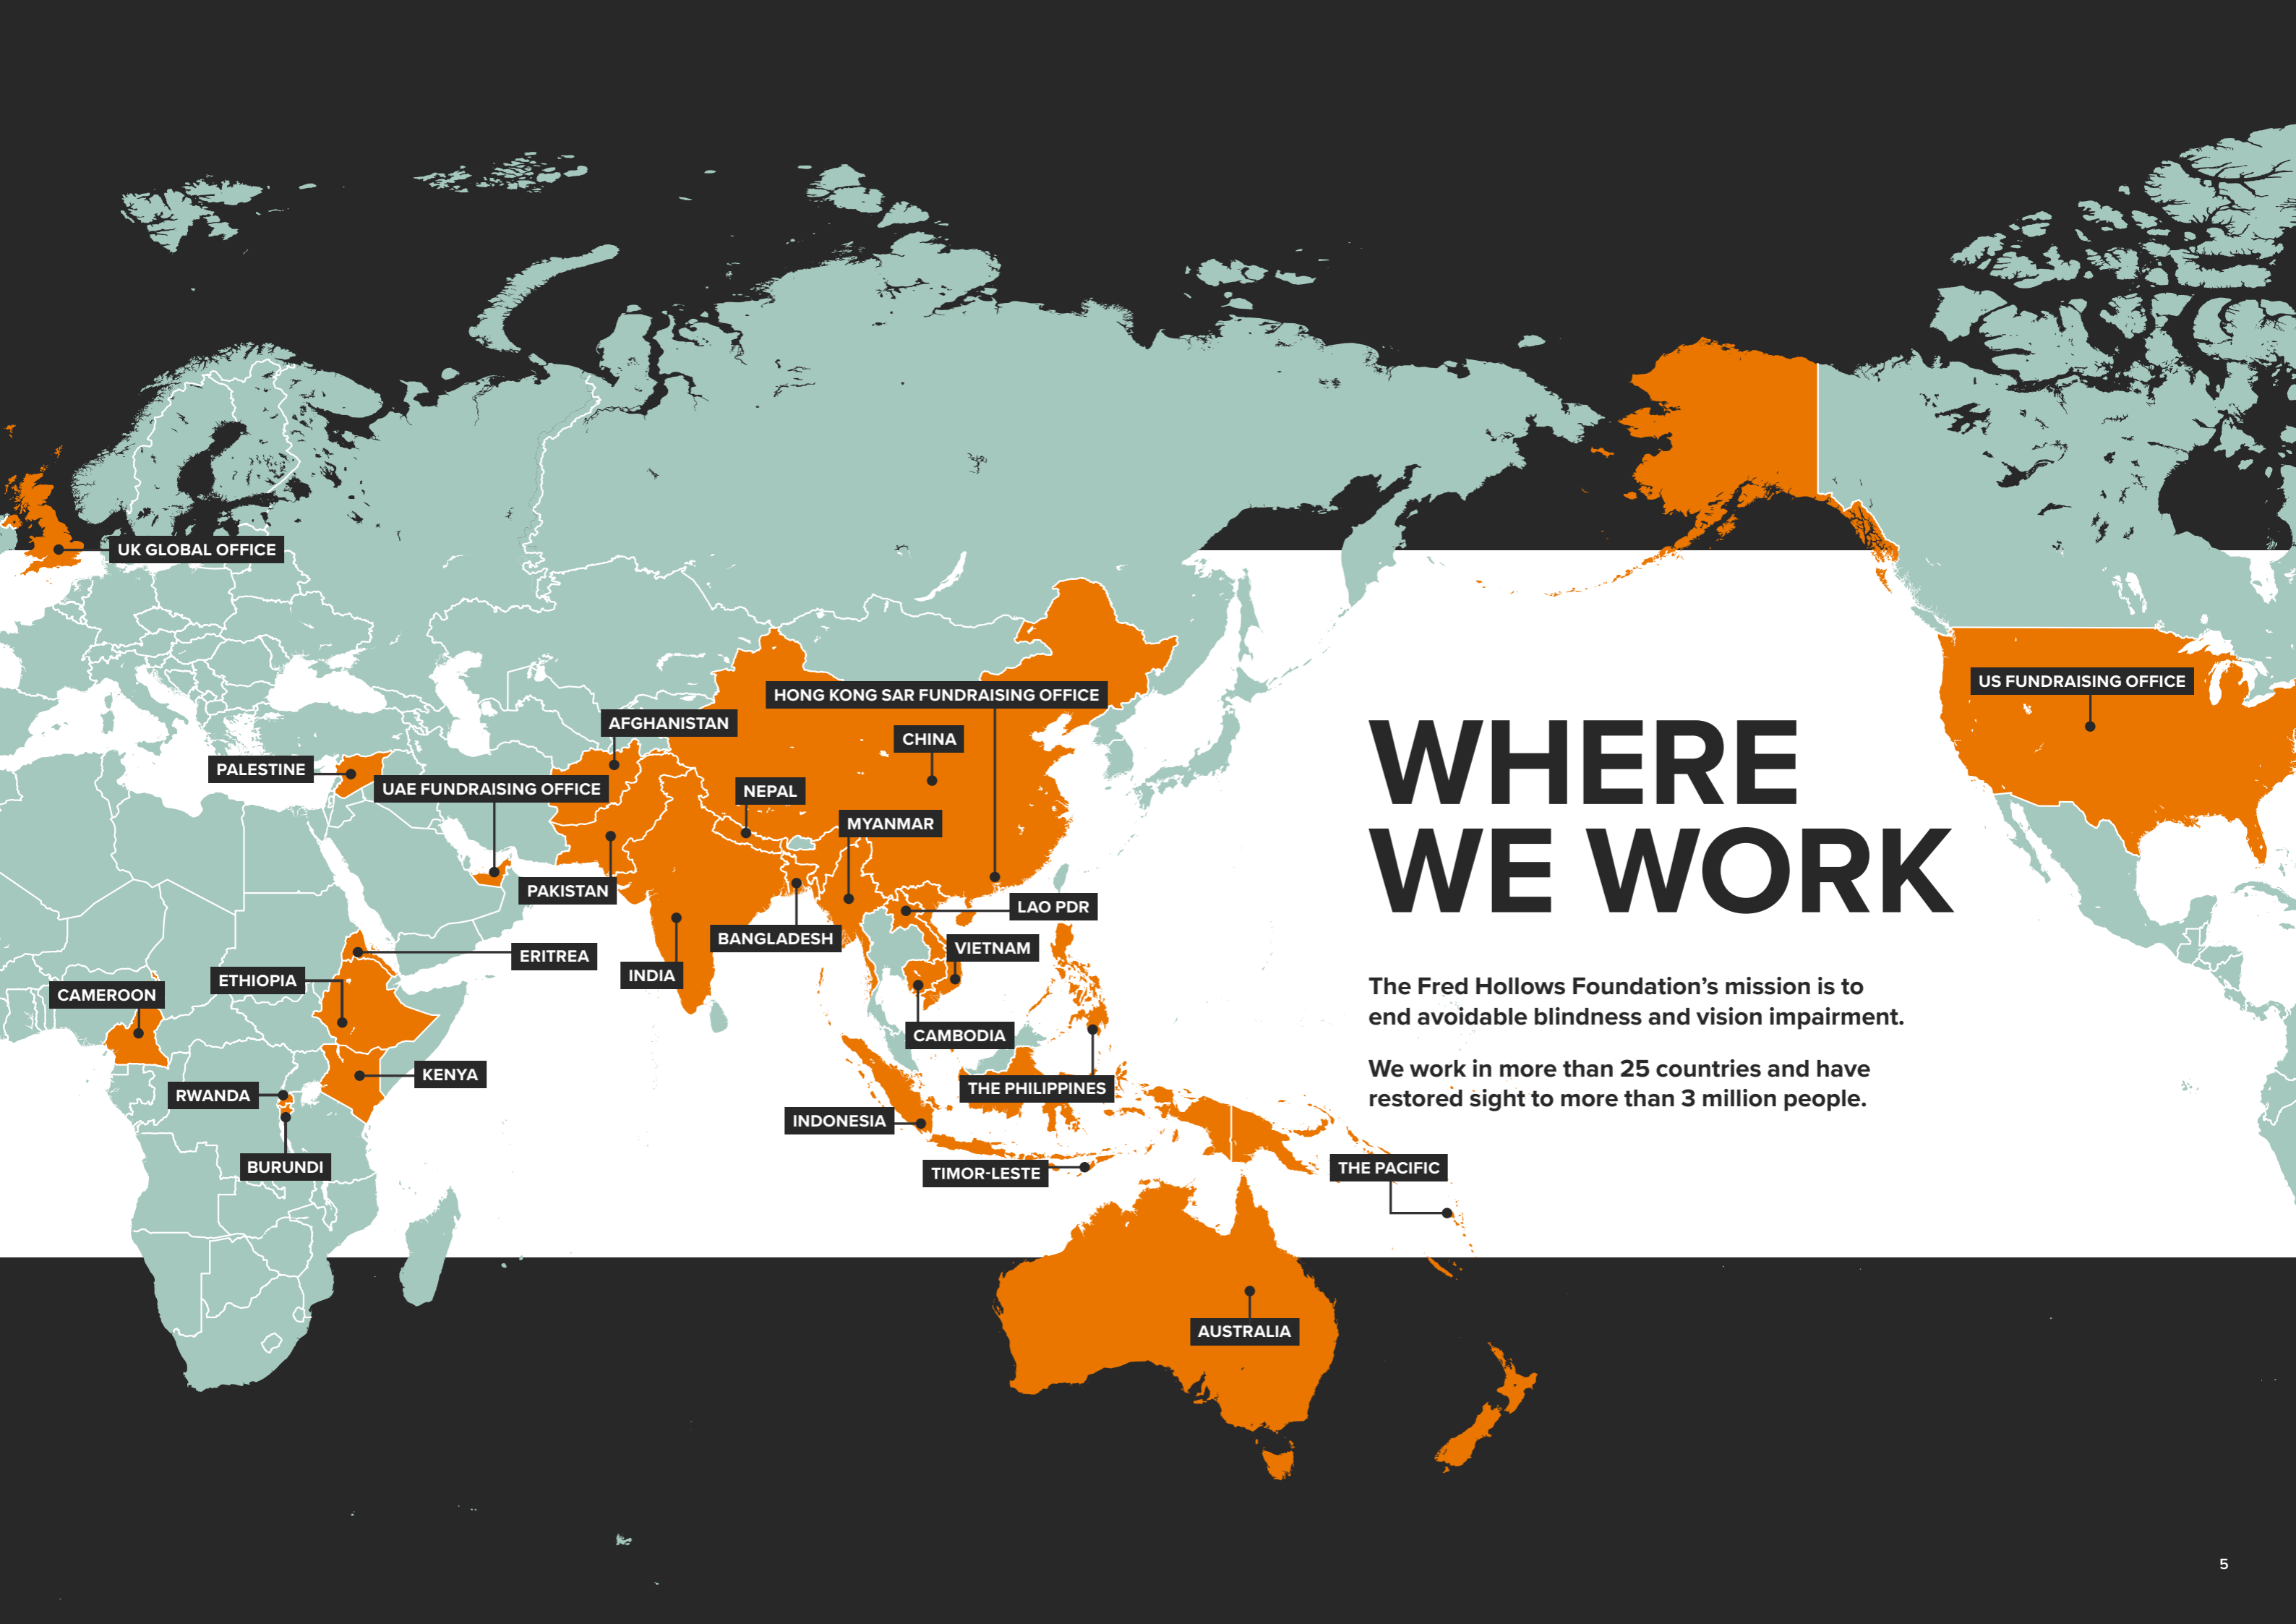 UK GLOBAL OFFICE
US FUNDRAISING OFFICE
HONG KONG SAR FUNDRAISING OFFICE
AFGHANISTAN
CHINA
PALESTINE
UAE FUNDRAISING OFFICE
NEPAL
MYANMAR
PAKISTAN
LAO PDR
BANGLADESH
VIETNAM
ERITREA
INDIA
ETHIOPIA
CAMEROON
CAMBODIA
KENYA
THE PHILIPPINES
RWANDA
INDONESIA
BURUNDI
TIMOR-LESTE
THE PACIFIC
AUSTRALIA
WHERE
WE WORK
The Fred Hollows Foundation’s mission is to
end avoidable blindness and vision impairment.
We work in more than 25 countries and have
restored sight to more than 3 million people.
5